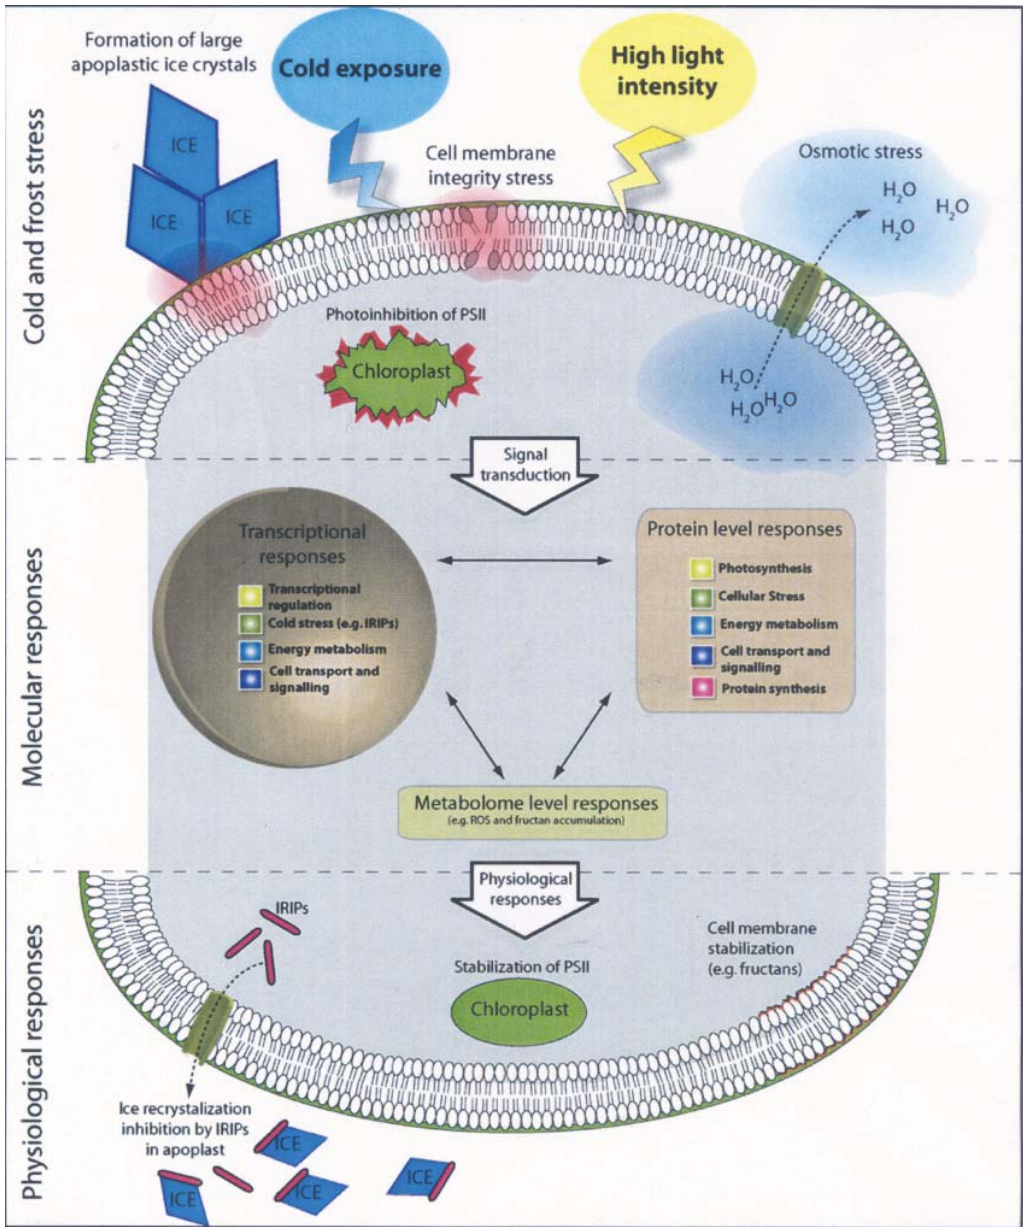 Cold and frost stress
Formation of large
apoplastic ice crystals
ICE
ICE
ICE
Cold exposure
Cell membrane
integrity stress
High light
intensity
Osmotic stress
H₂O
H₂O
H₂O
Photoinhibition of PSII
Chloroplast
H₂O
H₂O
H₂O
Signal
transduction
Molecular responses
Transcriptional
responses
Transcriptional
regulation
Cold stress (e.g. IRIPs)
Energy metabolism
Cell transport and
signalling
Protein level responses
Photosynthesis
Cellular Stress
Energy metabolism
Cell transport and
signalling
Protein synthesis
Metabolome level responses
(e.g. ROS and fructan accumulation)
Physiological
responses
Physiological responses
IRIPs
Stabilization of PSII
Chloroplast
Cell membrane
stabilization
(e.g. fructans)
Ice recrystalization
inhibition by IRIPs
in apoplast
ICE
ICE
ICE
ICE